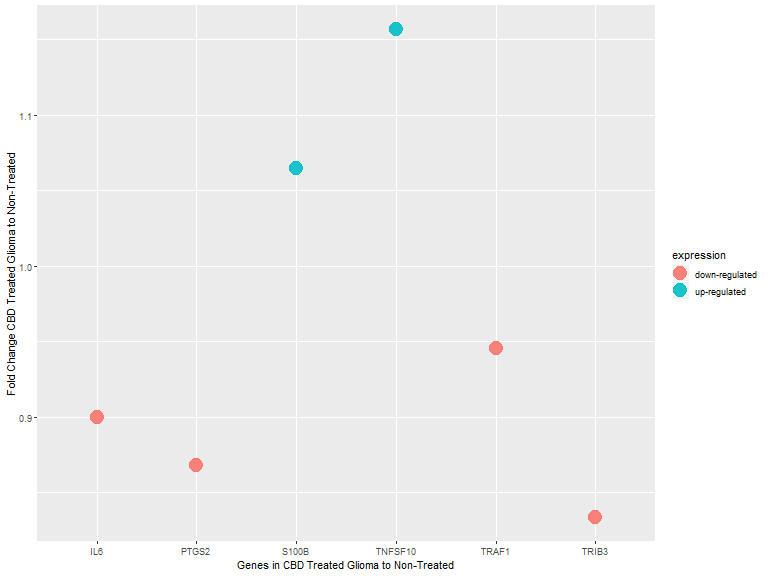 Fold Change CBD Treated Glioma to Non-Treated
1.1
1.0
0.9
IL6
PTGS2
S100B
TNFSF10
TRAF1
TRIB3
Genes in CBD Treated Glioma to Non-Treated
expression
down-regulated
up-regulated